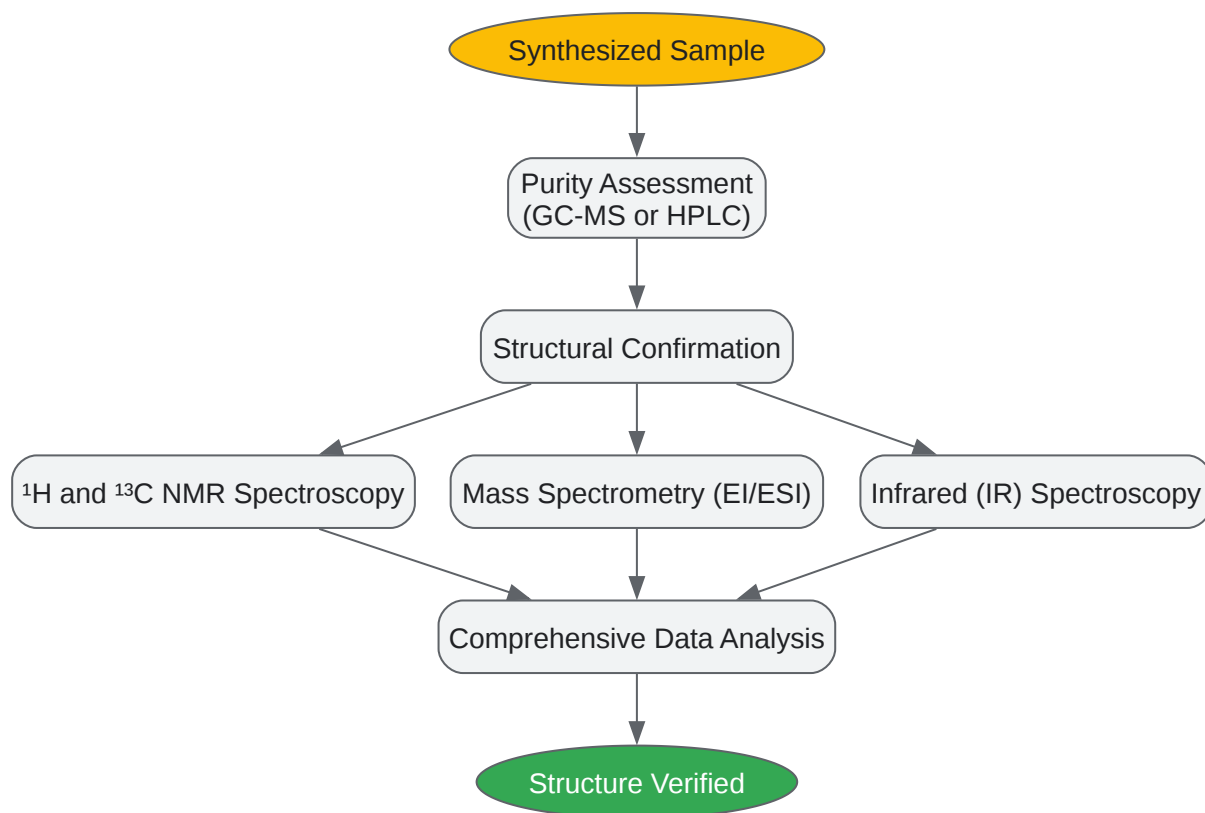 Synthesized Sample
Purity Assessment
(GC-MS or HPLC)
Structural Confirmation
¹H and ¹³C NMR Spectroscopy
Mass Spectrometry (EI/ESI)
Infrared (IR) Spectroscopy
Comprehensive Data Analysis
Structure Verified